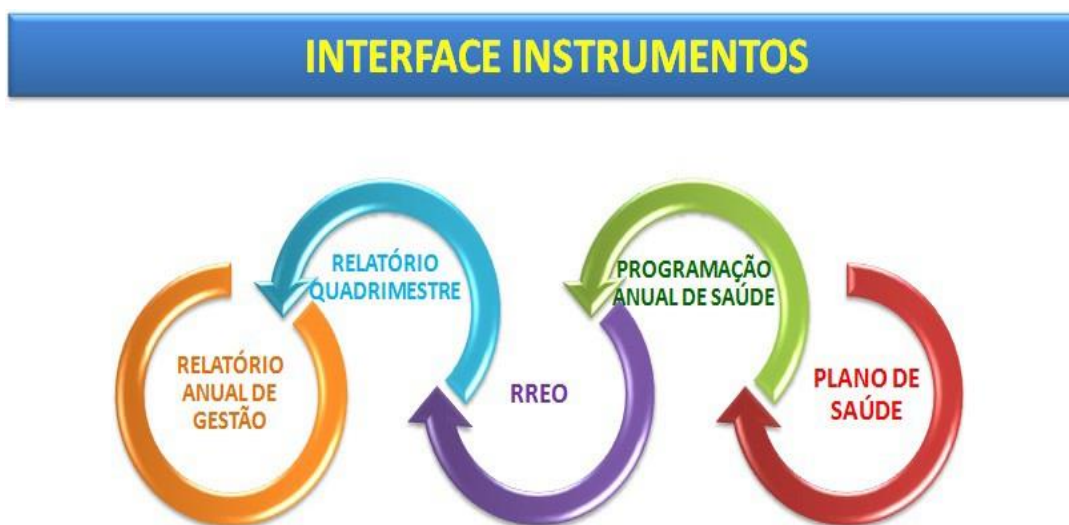 INTERFACE INSTRUMENTOS
RELATÓRIO
QUADRIMESTRE
PROGRAMAÇÃO
ANUAL DE SAÚDE
RELATÓRIO
ANUAL DE
GESTÃO
RREO
PLANO DE
SAÚDE